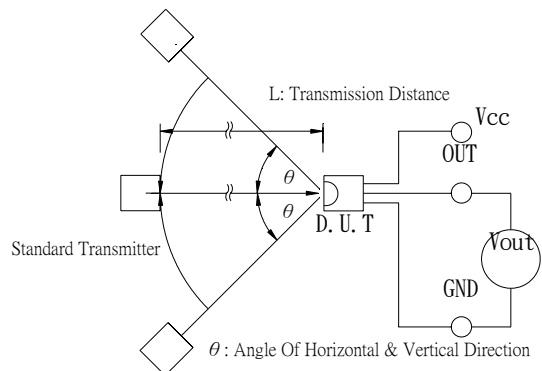 L: Transmission Distance
Vcc
OUT
θ
θ
D.U.T
Standard Transmitter
Vout
GND
θ : Angle Of Horizontal & Vertical Direction